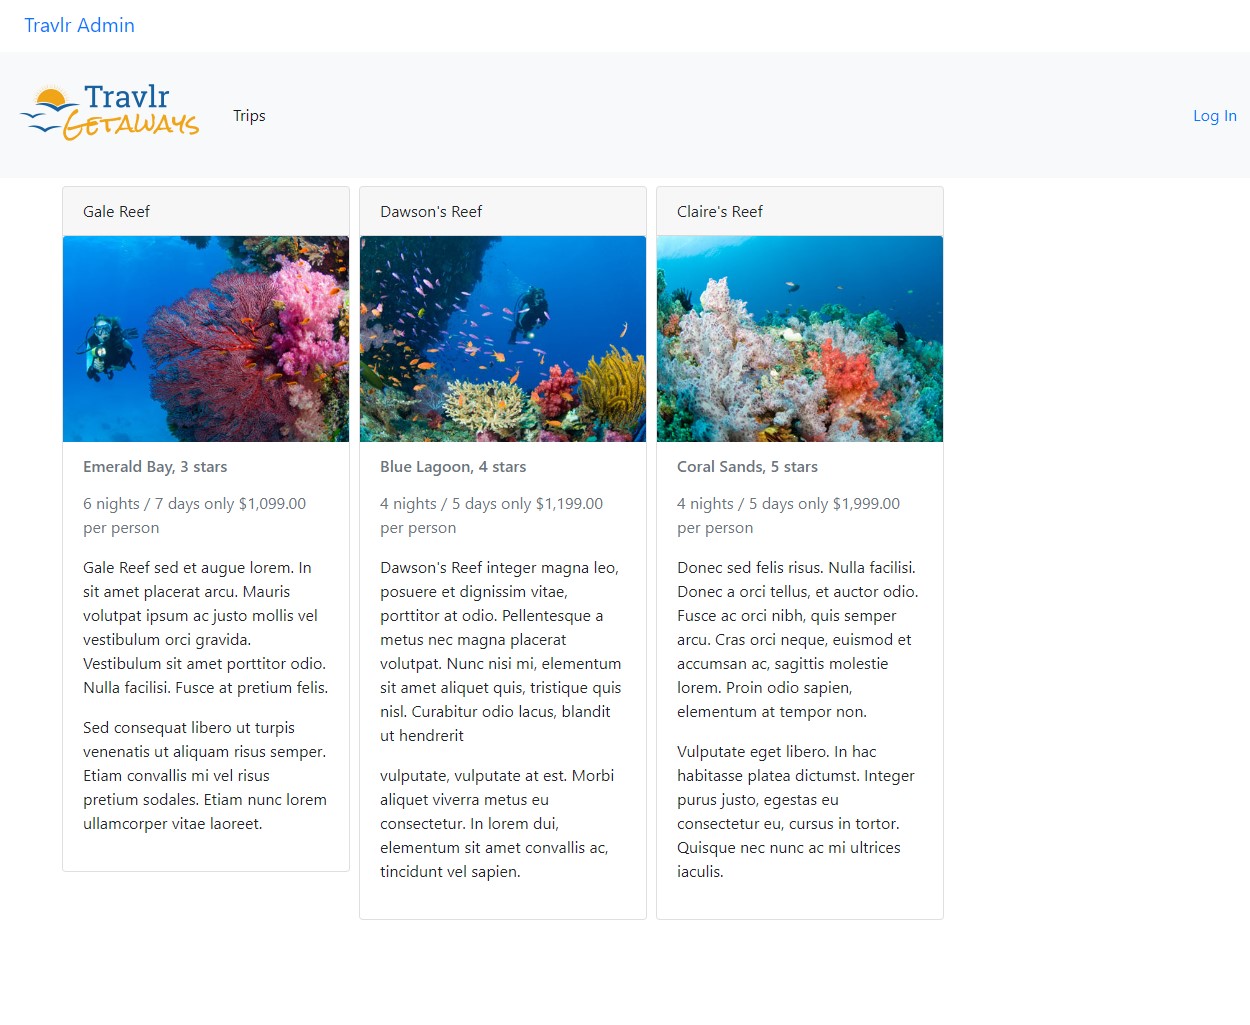 Travlr Admin
Travlr
Getaways
Trips
Log In
Gale Reef
Emerald Bay, 3 stars
6 nights / 7 days only $1,099.00
per person
Gale Reef sed et augue lorem. In
sit amet placerat arcu. Mauris
volutpat ipsum ac justo mollis vel
vestibulum orci gravida.
Vestibulum sit amet porttitor odio.
Nulla facilisi. Fusce at pretium felis.
Sed consequat libero ut turpis
venenatis ut aliquam risus semper.
Etiam convallis mi vel risus
pretium sodales. Etiam nunc lorem
ullamcorper vitae laoreet.
Dawson's Reef
Blue Lagoon, 4 stars
4 nights / 5 days only $1,199.00
per person
Dawson's Reef integer magna leo,
posuere et dignissim vitae,
porttitor at odio. Pellentesque a
metus nec magna placerat
volutpat. Nunc nisi mi, elementum
sit amet aliquet quis, tristique quis
nisl. Curabitur odio lacus, blandit
ut hendrerit
vulputate, vulputate at est. Morbi
aliquet viverra metus eu
consectetur. In lorem dui,
elementum sit amet convallis ac,
tincidunt vel sapien.
Claire's Reef
Coral Sands, 5 stars
4 nights / 5 days only $1,999.00
per person
Donec sed felis risus. Nulla facilisi.
Donec a orci tellus, et auctor odio.
Fusce ac orci nibh, quis semper
arcu. Cras orci neque, euismod et
accumsan ac, sagittis molestie
lorem. Proin odio sapien,
elementum at tempor non.
Vulputate eget libero. In hac
habitasse platea dictumst. Integer
purus justo, egestas eu
consectetur eu, cursus in tortor.
Quisque nec nunc ac mi ultrices
iaculis.